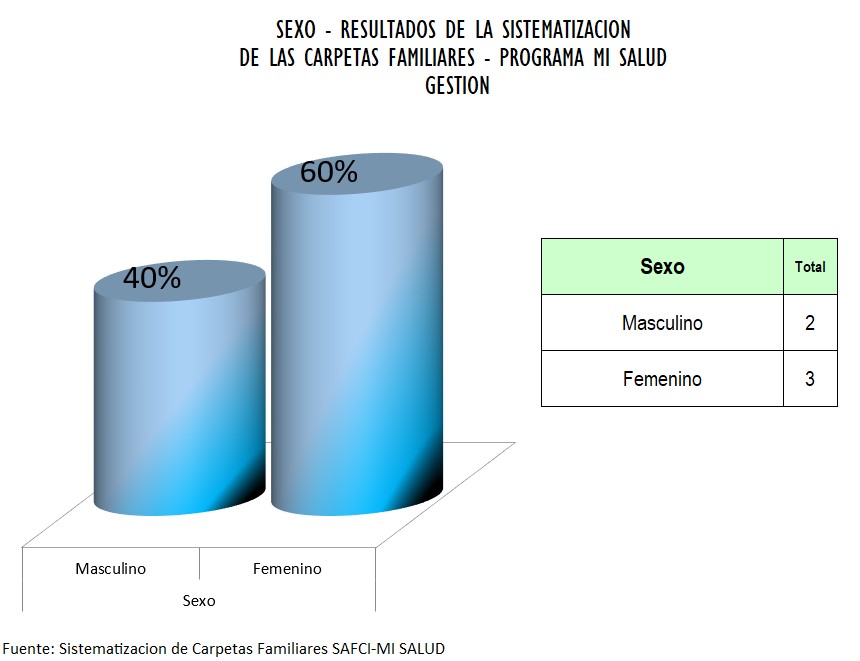 SEXO - RESULTADOS DE LA SISTEMATIZACION
DE LAS CARPETAS FAMILIARES - PROGRAMA MI SALUD
GESTION
60%
40%
Sexo Total
Masculino 2
Femenino 3
Masculino Femenino
Sexo
Fuente: Sistematizacion de Carpetas Familiares SAFCI-MI SALUD